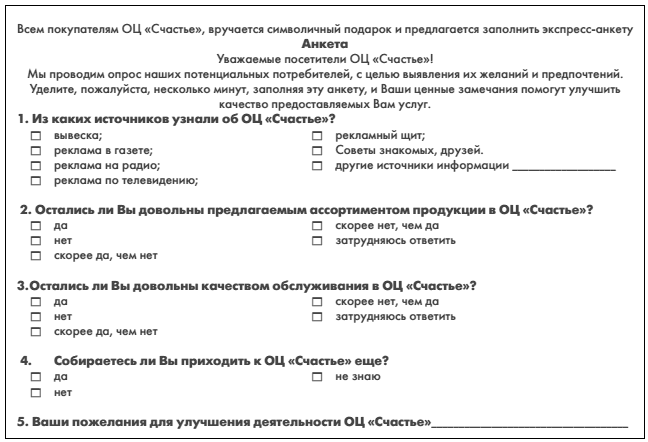 Всем покупателям ОЦ «Счастье», вручается символичный подарок и предлагается заполнить экспресс-анкету
Анкета
Уважаемые посетители ОЦ «Счастье»!
Мы проводим опрос наших потенциальных потребителей, с целью выявления их желаний и предпочтений.
Уделите, пожалуйста, несколько минут, заполняя эту анкету, и Ваши ценные замечания помогут улучшить
качество предоставляемых Вам услуг.
1. Из каких источников узнали об ОЦ «Счастье»?
☐ вывеска; ☐ рекламный щит;
☐ реклама в газете; ☐ Советы знакомых, друзей.
☐ реклама на радио; ☐ другие источники информации ___________________
☐ реклама по телевидению;
2. Остались ли Вы довольны предлагаемым ассортиментом продукции в ОЦ «Счастье»?
☐ да ☐ скорее нет, чем да
☐ нет ☐ затрудняюсь ответить
☐ скорее да, чем нет
3.Остались ли Вы довольны качеством обслуживания в ОЦ «Счастье»?
☐ да ☐ скорее нет, чем да
☐ нет ☐ затрудняюсь ответить
☐ скорее да, чем нет
4. Собираетесь ли Вы приходить к ОЦ «Счастье» еще?
☐ да ☐ не знаю
☐ нет
5. Ваши пожелания для улучшения деятельности ОЦ «Счастье»___________________________________